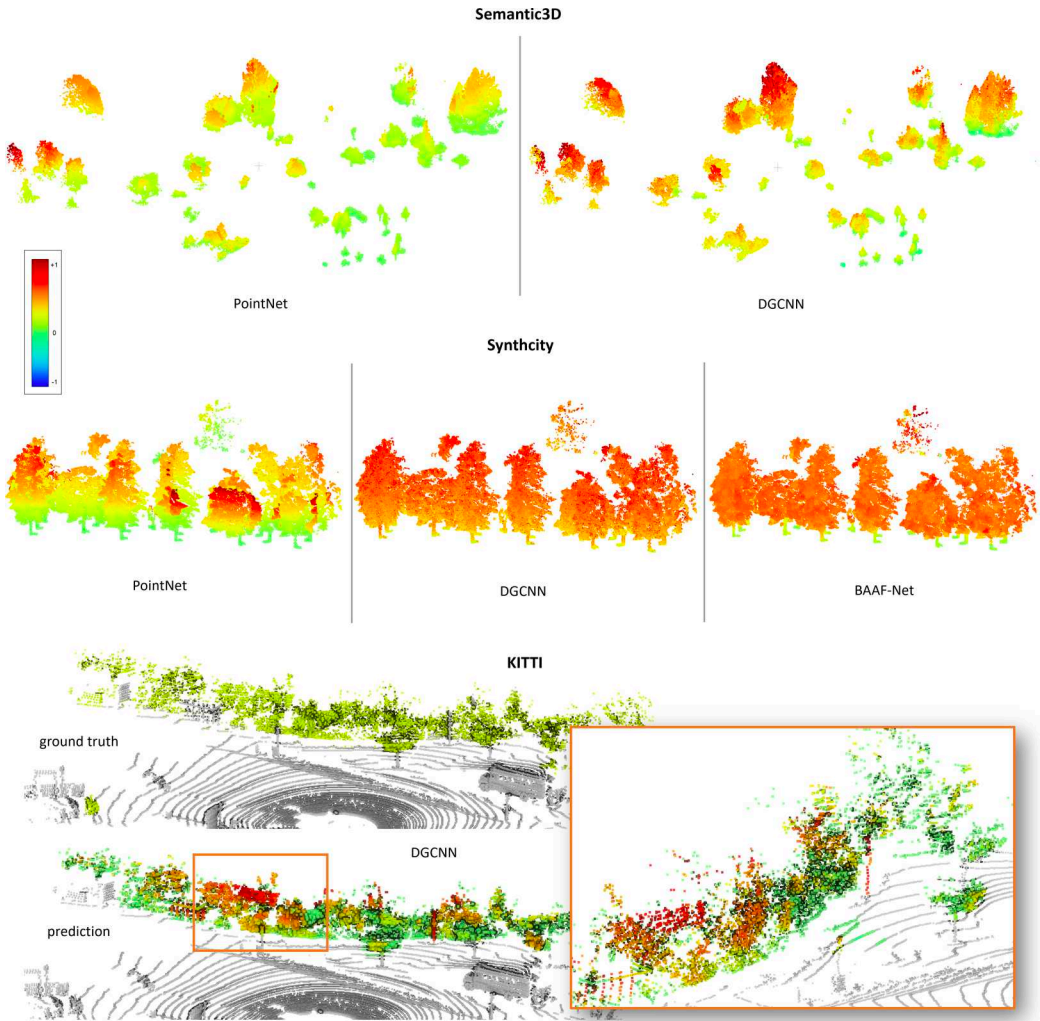 Semantic3D
PointNet
DGCNN
+1
0
-1
Synthcity
PointNet
DGCNN
BAAF-Net
KITTI
ground truth
DGCNN
prediction